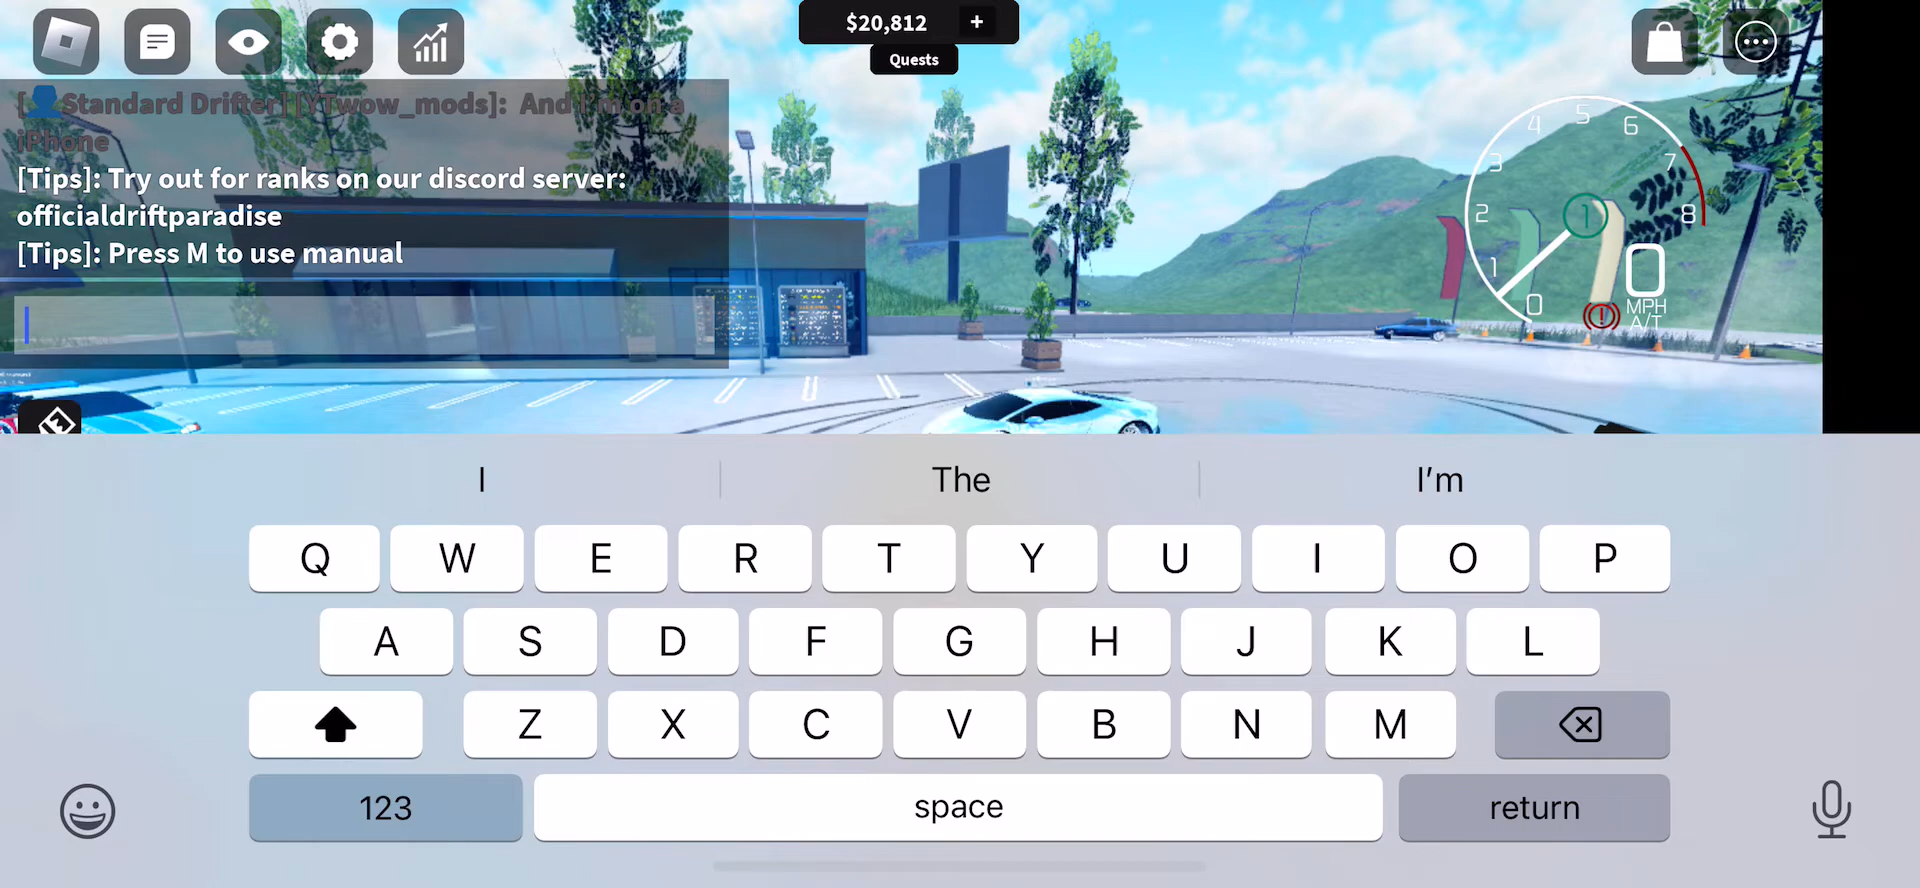 $20,812 +
Quests
[👤Standard Drifter] [YTwow_mods]: And I'm on a
iPhone
[Tips]: Try out for ranks on our discord server:
officialdriftparadise
[Tips]: Press M to use manual
0 1 2 3 4 5 6 7 8
1
0
MPH
A/T
I The I'm
Q W E R T Y U I O P
A S D F G H J K L
Z X C V B N M
123 space return